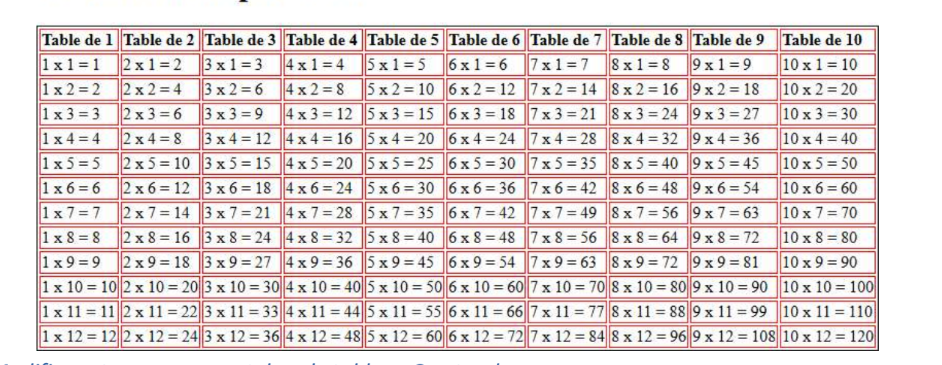 Table de 1 Table de 2 Table de 3 Table de 4 Table de 5 Table de 6 Table de 7 Table de 8 Table de 9 Table de 10
1 x 1 = 1 2 x 1 = 2 3 x 1 = 3 4 x 1 = 4 5 x 1 = 5 6 x 1 = 6 7 x 1 = 7 8 x 1 = 8 9 x 1 = 9 10 x 1 = 10
1 x 2 = 2 2 x 2 = 4 3 x 2 = 6 4 x 2 = 8 5 x 2 = 10 6 x 2 = 12 7 x 2 = 14 8 x 2 = 16 9 x 2 = 18 10 x 2 = 20
1 x 3 = 3 2 x 3 = 6 3 x 3 = 9 4 x 3 = 12 5 x 3 = 15 6 x 3 = 18 7 x 3 = 21 8 x 3 = 24 9 x 3 = 27 10 x 3 = 30
1 x 4 = 4 2 x 4 = 8 3 x 4 = 12 4 x 4 = 16 5 x 4 = 20 6 x 4 = 24 7 x 4 = 28 8 x 4 = 32 9 x 4 = 36 10 x 4 = 40
1 x 5 = 5 2 x 5 = 10 3 x 5 = 15 4 x 5 = 20 5 x 5 = 25 6 x 5 = 30 7 x 5 = 35 8 x 5 = 40 9 x 5 = 45 10 x 5 = 50
1 x 6 = 6 2 x 6 = 12 3 x 6 = 18 4 x 6 = 24 5 x 6 = 30 6 x 6 = 36 7 x 6 = 42 8 x 6 = 48 9 x 6 = 54 10 x 6 = 60
1 x 7 = 7 2 x 7 = 14 3 x 7 = 21 4 x 7 = 28 5 x 7 = 35 6 x 7 = 42 7 x 7 = 49 8 x 7 = 56 9 x 7 = 63 10 x 7 = 70
1 x 8 = 8 2 x 8 = 16 3 x 8 = 24 4 x 8 = 32 5 x 8 = 40 6 x 8 = 48 7 x 8 = 56 8 x 8 = 64 9 x 8 = 72 10 x 8 = 80
1 x 9 = 9 2 x 9 = 18 3 x 9 = 27 4 x 9 = 36 5 x 9 = 45 6 x 9 = 54 7 x 9 = 63 8 x 9 = 72 9 x 9 = 81 10 x 9 = 90
1 x 10 = 10 2 x 10 = 20 3 x 10 = 30 4 x 10 = 40 5 x 10 = 50 6 x 10 = 60 7 x 10 = 70 8 x 10 = 80 9 x 10 = 90 10 x 10 = 100
1 x 11 = 11 2 x 11 = 22 3 x 11 = 33 4 x 11 = 44 5 x 11 = 55 6 x 11 = 66 7 x 11 = 77 8 x 11 = 88 9 x 11 = 99 10 x 11 = 110
1 x 12 = 12 2 x 12 = 24 3 x 12 = 36 4 x 12 = 48 5 x 12 = 60 6 x 12 = 72 7 x 12 = 84 8 x 12 = 96 9 x 12 = 108 10 x 12 = 120